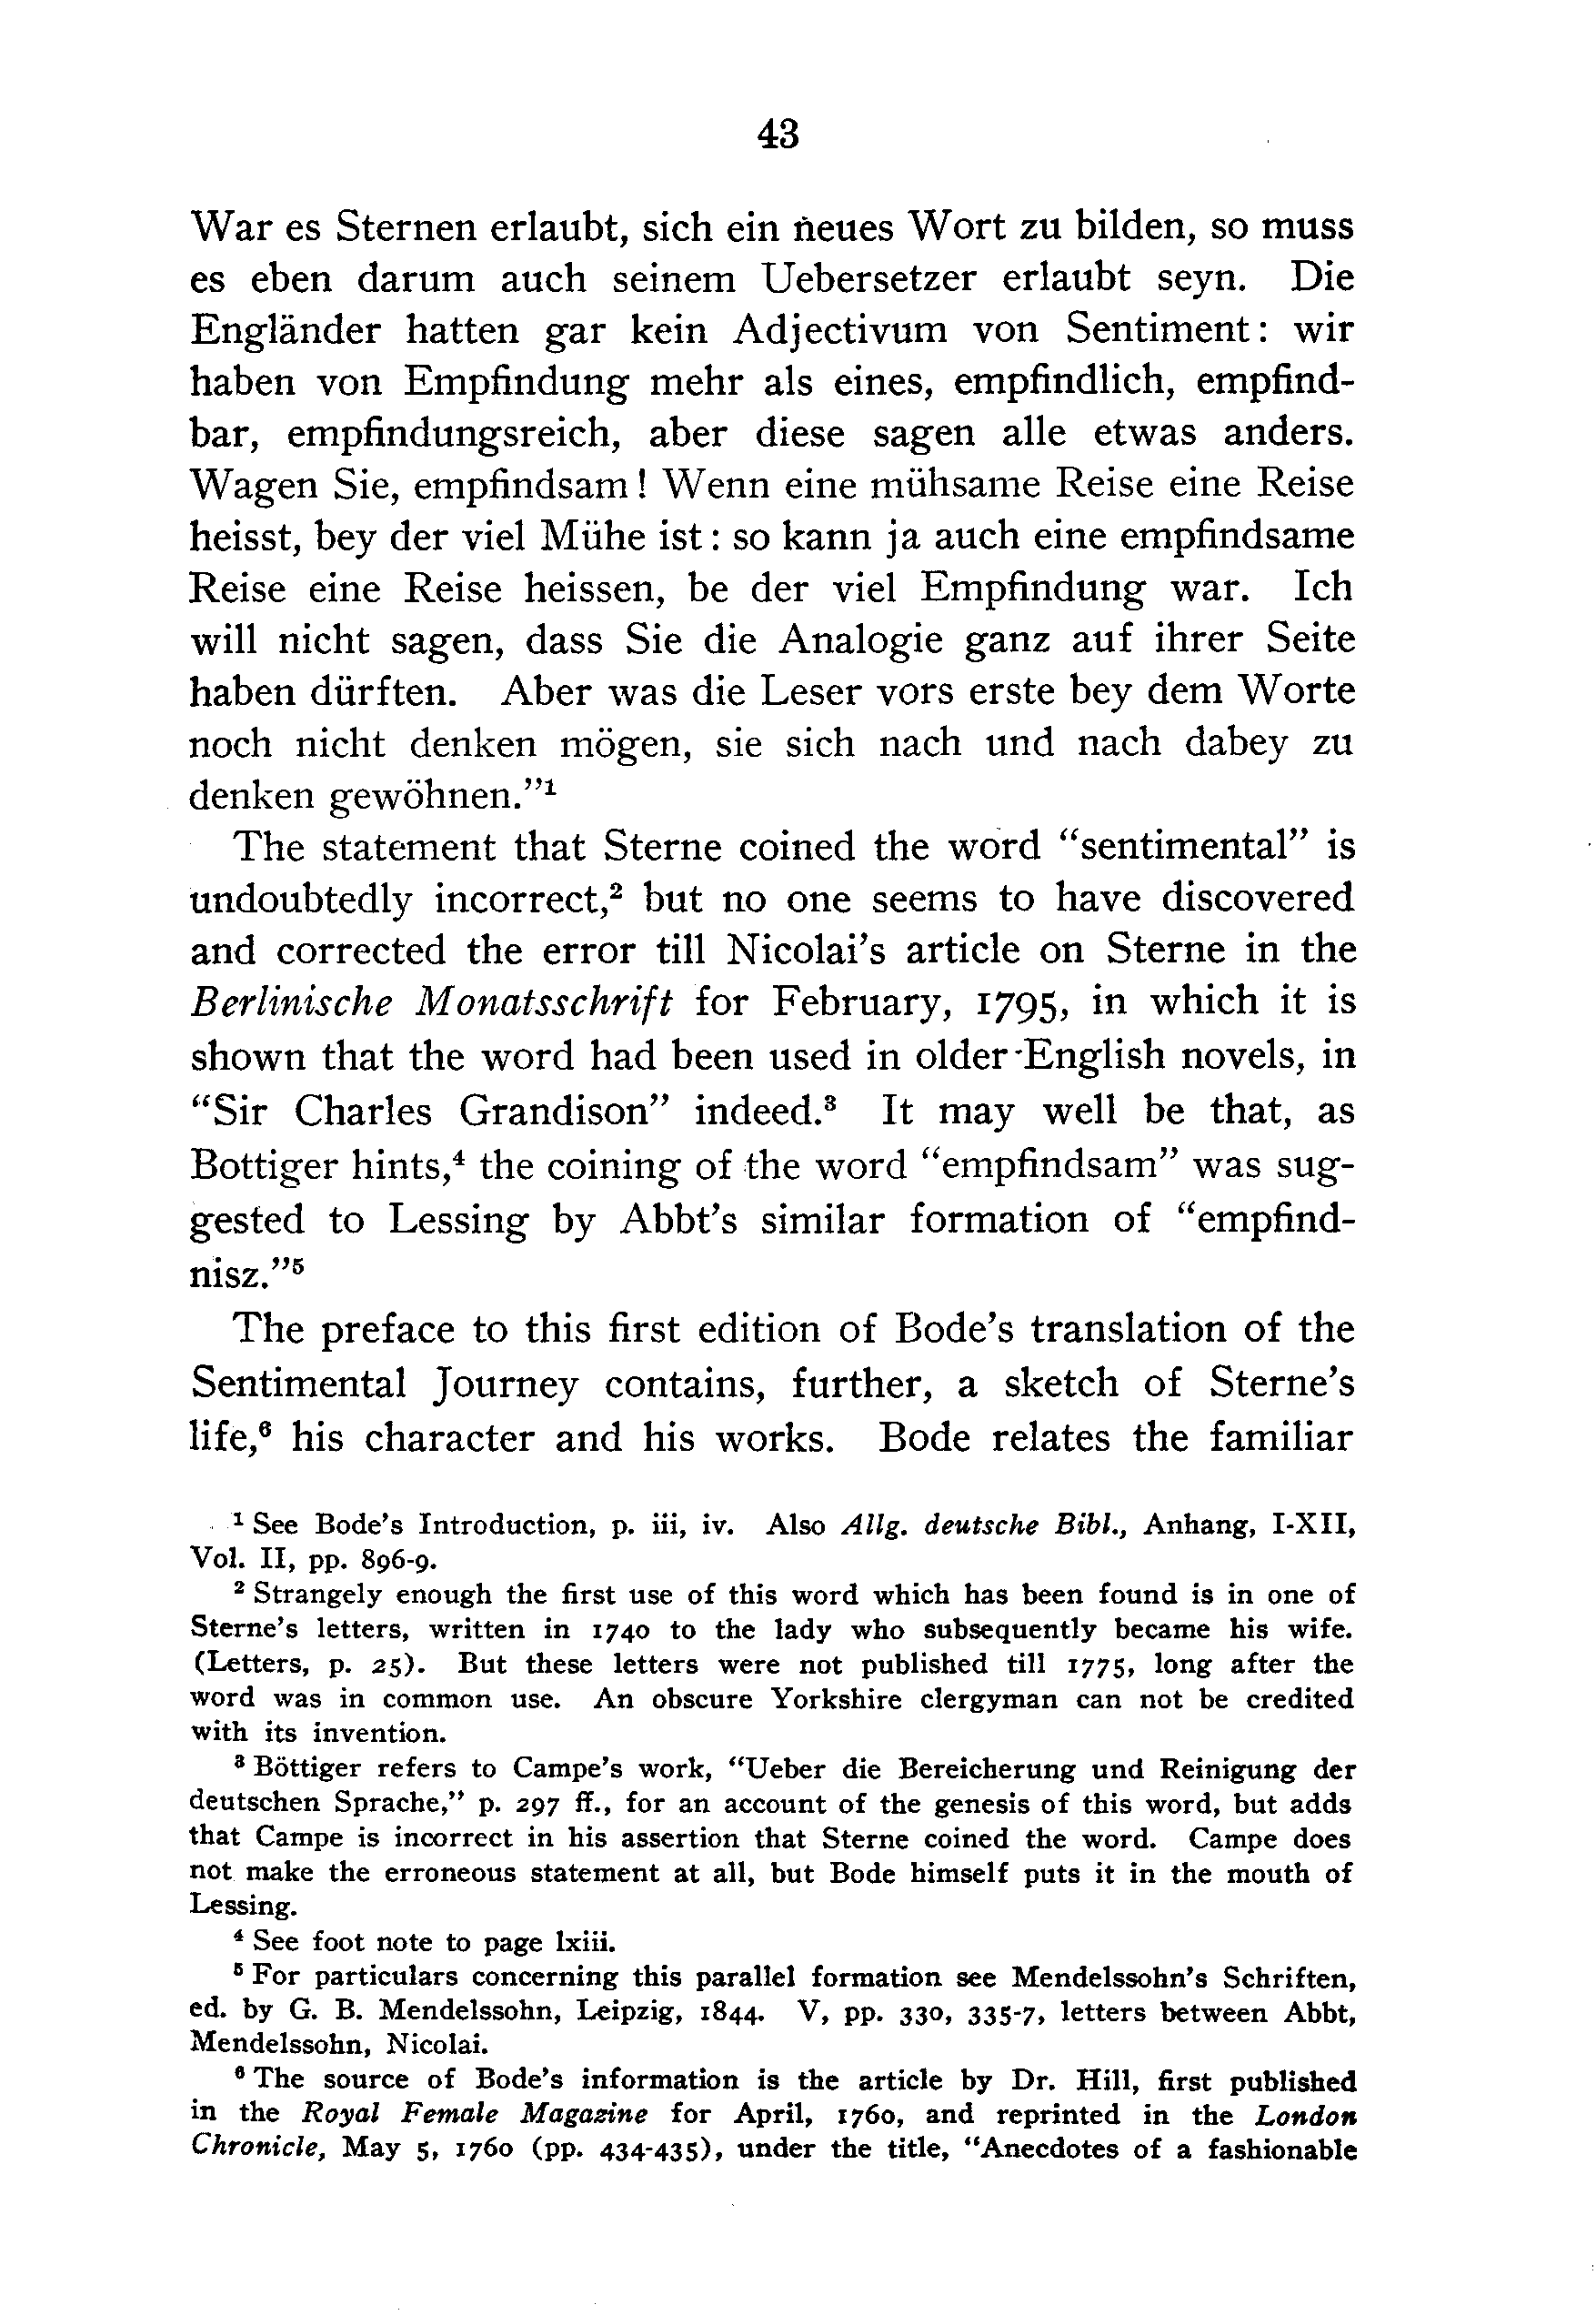 43
War es Sternen erlaubt, sich ein neues Wort zu bilden, so muss
es eben darum auch seinem Uebersetzer erlaubt seyn. Die
Engländer hatten gar kein Adjectivum von Sentiment: wir
haben von Empfindung mehr als eines, empfindlich, empfind-
bar, empfindungsreich, aber diese sagen alle etwas anders.
Wagen Sie, empfindsam! Wenn eine mühsame Reise eine Reise
heisst, bey der viel Mühe ist: so kann ja auch eine empfindsame
Reise eine Reise heissen, be der viel Empfindung war. Ich
will nicht sagen, dass Sie die Analogie ganz auf ihrer Seite
haben dürften. Aber was die Leser vors erste bey dem Worte
noch nicht denken mögen, sie sich nach und nach dabey zu
denken gewöhnen.”¹
The statement that Sterne coined the word “sentimental” is
undoubtedly incorrect,² but no one seems to have discovered
and corrected the error till Nicolai’s article on Sterne in the
Berlinische Monatsschrift for February, 1795, in which it is
shown that the word had been used in older English novels, in
“Sir Charles Grandison” indeed.³ It may well be that, as
Bottiger hints,⁴ the coining of the word “empfindsam” was sug-
gested to Lessing by Abbt’s similar formation of “empfind-
nisz.”⁵
The preface to this first edition of Bode’s translation of the
Sentimental Journey contains, further, a sketch of Sterne’s
life,⁶ his character and his works. Bode relates the familiar
¹ See Bode’s Introduction, p. iii, iv. Also Allg. deutsche Bibl., Anhang, I-XII,
Vol. II, pp. 896-9.
² Strangely enough the first use of this word which has been found is in one of
Sterne’s letters, written in 1740 to the lady who subsequently became his wife.
(Letters, p. 25). But these letters were not published till 1775, long after the
word was in common use. An obscure Yorkshire clergyman can not be credited
with its invention.
³ Böttiger refers to Campe’s work, “Ueber die Bereicherung und Reinigung der
deutschen Sprache,” p. 297 ff., for an account of the genesis of this word, but adds
that Campe is incorrect in his assertion that Sterne coined the word. Campe does
not make the erroneous statement at all, but Bode himself puts it in the mouth of
Lessing.
⁴ See foot note to page lxiii.
⁵ For particulars concerning this parallel formation see Mendelssohn’s Schriften,
ed. by G. B. Mendelssohn, Leipzig, 1844. V, pp. 330, 335-7, letters between Abbt,
Mendelssohn, Nicolai.
⁶ The source of Bode’s information is the article by Dr. Hill, first published
in the Royal Female Magazine for April, 1760, and reprinted in the London
Chronicle, May 5, 1760 (pp. 434-435), under the title, “Anecdotes of a fashionable